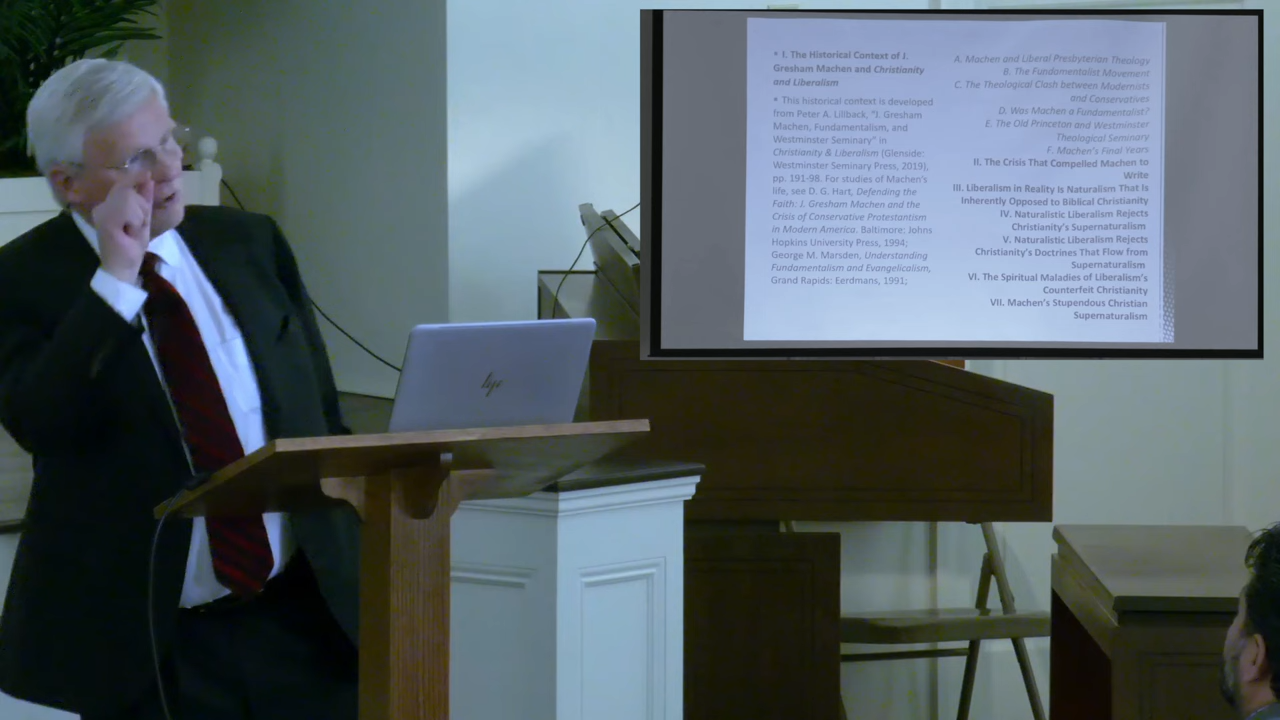 * I. The Historical Context of J.
Gresham Machen and Christianity
and Liberalism
* This historical context is developed
from Peter A. Lillback, "J. Gresham
Machen, Fundamentalism, and
Westminster Seminary" in
Christianity & Liberalism (Glenside:
Westminster Seminary Press, 2019),
pp. 191-98. For studies of Machen's
life, see D. G. Hart, Defending the
Faith: J. Gresham Machen and the
Crisis of Conservative Protestantism
in Modern America. Baltimore: Johns
Hopkins University Press, 1994;
George M. Marsden, Understanding
Fundamentalism and Evangelicalism,
Grand Rapids: Eerdmans, 1991;
A. Machen and Liberal Presbyterian Theology
B. The Fundamentalist Movement
C. The Theological Clash between Modernists
and Conservatives
D. Was Machen a Fundamentalist?
E. The Old Princeton and Westminster
Theological Seminary
F. Machen's Final Years
II. The Crisis That Compelled Machen to
Write
III. Liberalism in Reality Is Naturalism That Is
Inherently Opposed to Biblical Christianity
IV. Naturalistic Liberalism Rejects
Christianity's Supernaturalism
V. Naturalistic Liberalism Rejects
Christianity's Doctrines That Flow from
Supernaturalism
VI. The Spiritual Maladies of Liberalism's
Counterfeit Christianity
VII. Machen's Stupendous Christian
Supernaturalism
hp